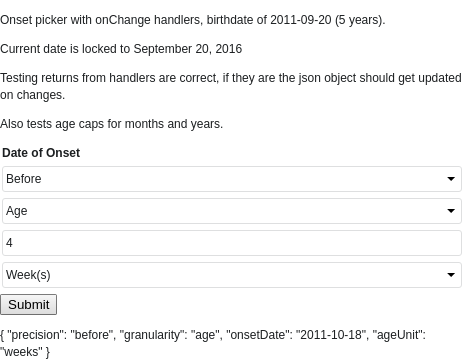 Onset picker with onChange handlers, birthdate of 2011-09-20 (5 years).
Current date is locked to September 20, 2016
Testing returns from handlers are correct, if they are the json object should get updated
on changes.
Also tests age caps for months and years.
Date of Onset
Before
Age
4
Week(s)
Submit
{ "precision": "before", "granularity": "age", "onsetDate": "2011-10-18", "ageUnit":
"weeks" }